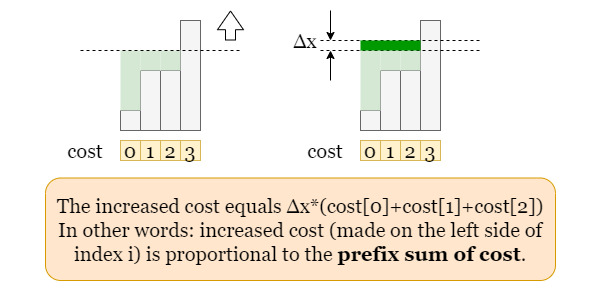 Δx
cost 0 1 2 3 cost 0 1 2 3
The increased cost equals Δx*(cost[0]+cost[1]+cost[2])
In other words: increased cost (made on the left side of
index i) is proportional to the prefix sum of cost.